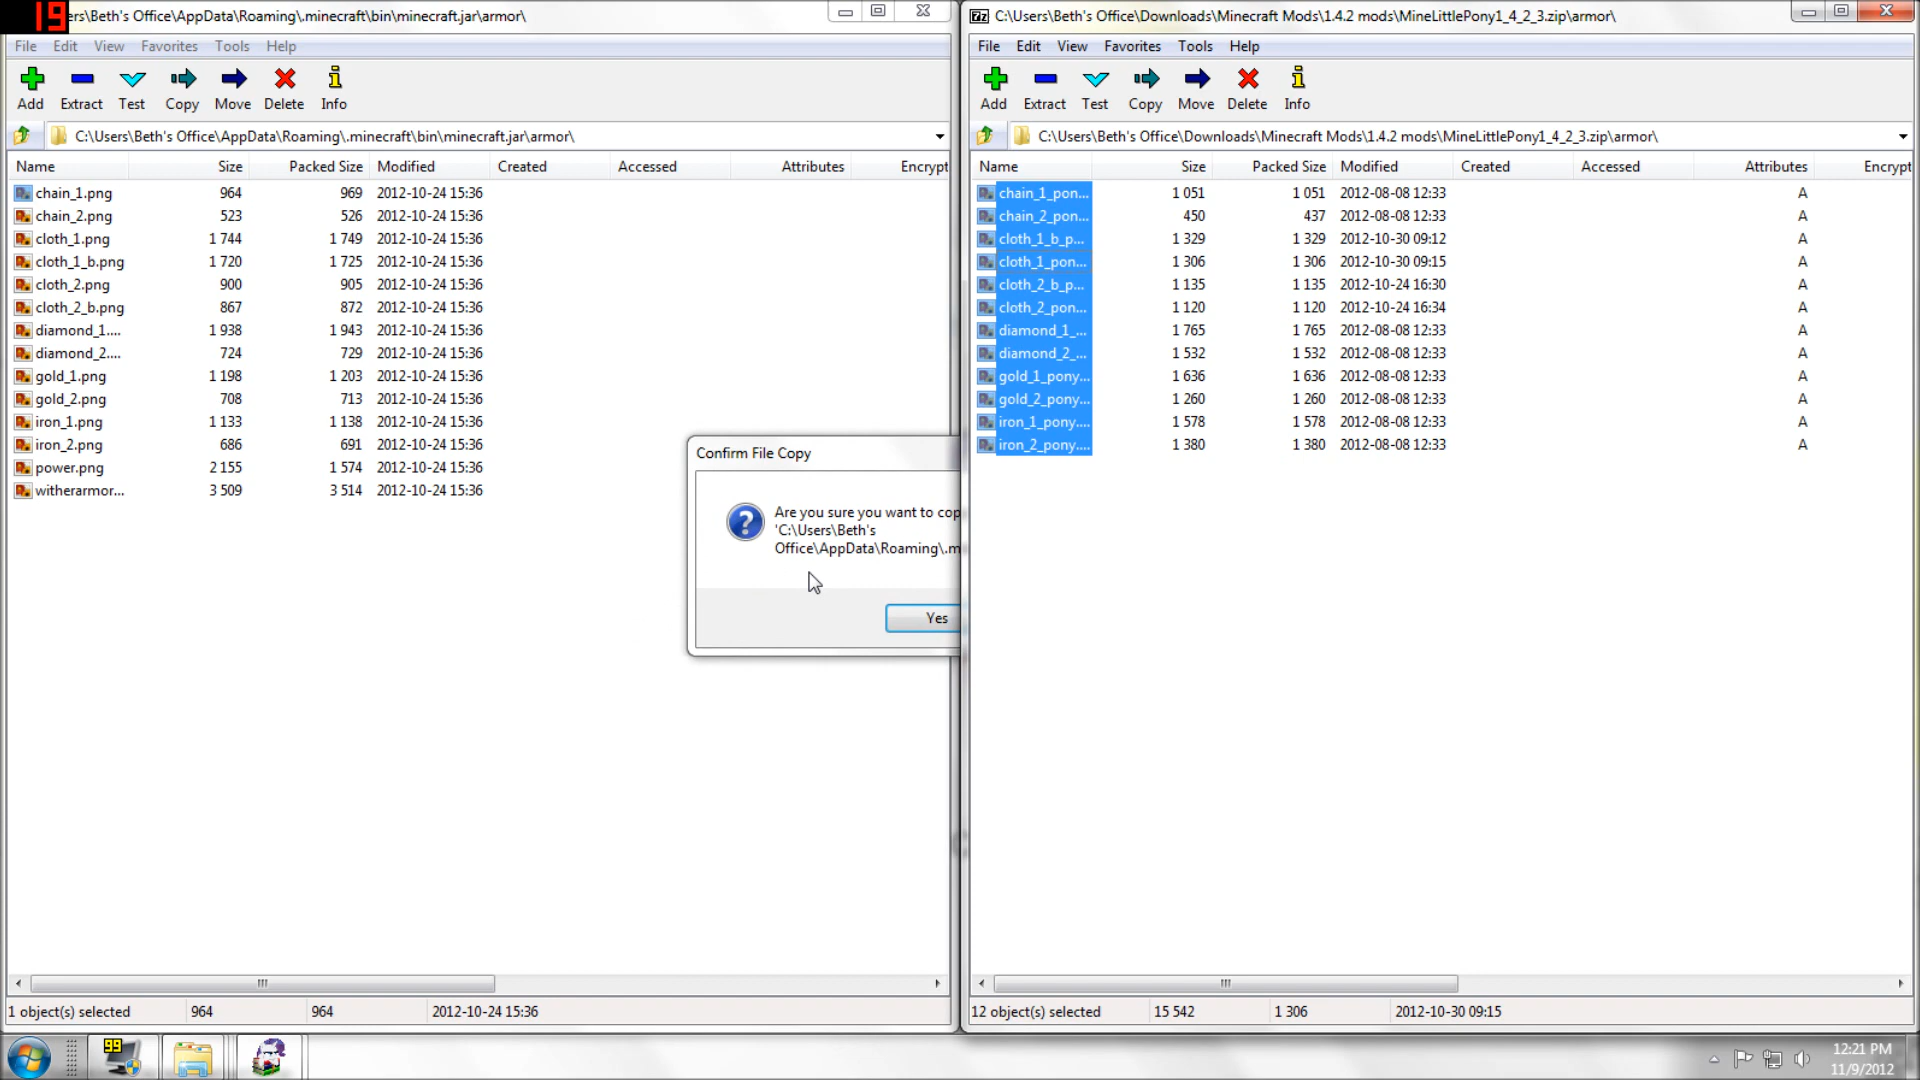 19
ers\Beth's Office\AppData\Roaming\.minecraft\bin\minecraft.jar\armor\
File Edit View Favorites Tools Help
Add Extract Test Copy Move Delete Info
C:\Users\Beth's Office\AppData\Roaming\.minecraft\bin\minecraft.jar\armor\
Name Size Packed Size Modified Created Accessed Attributes Encrypt
chain_1.png 964 969 2012-10-24 15:36
chain_2.png 523 526 2012-10-24 15:36
cloth_1.png 1 744 1 749 2012-10-24 15:36
cloth_1_b.png 1 720 1 725 2012-10-24 15:36
cloth_2.png 900 905 2012-10-24 15:36
cloth_2_b.png 867 872 2012-10-24 15:36
diamond_1.... 1 938 1 943 2012-10-24 15:36
diamond_2.... 724 729 2012-10-24 15:36
gold_1.png 1 198 1 203 2012-10-24 15:36
gold_2.png 708 713 2012-10-24 15:36
iron_1.png 1 133 1 138 2012-10-24 15:36
iron_2.png 686 691 2012-10-24 15:36
power.png 2 155 1 574 2012-10-24 15:36
witherarmor... 3 509 3 514 2012-10-24 15:36
Confirm File Copy
Are you sure you want to cop
'C:\Users\Beth's
Office\AppData\Roaming\.m
Yes
1 object(s) selected 964 964 2012-10-24 15:36
7z C:\Users\Beth's Office\Downloads\Minecraft Mods\1.4.2 mods\MineLittlePony1_4_2_3.zip\armor\
File Edit View Favorites Tools Help
Add Extract Test Copy Move Delete Info
C:\Users\Beth's Office\Downloads\Minecraft Mods\1.4.2 mods\MineLittlePony1_4_2_3.zip\armor\
Name Size Packed Size Modified Created Accessed Attributes Encrypt
chain_1_pon... 1 051 1 051 2012-08-08 12:33 A
chain_2_pon... 450 437 2012-08-08 12:33 A
cloth_1_b_p... 1 329 1 329 2012-10-30 09:12 A
cloth_1_pon... 1 306 1 306 2012-10-30 09:15 A
cloth_2_b_p... 1 135 1 135 2012-10-24 16:30 A
cloth_2_pon... 1 120 1 120 2012-10-24 16:34 A
diamond_1_... 1 765 1 765 2012-08-08 12:33 A
diamond_2_... 1 532 1 532 2012-08-08 12:33 A
gold_1_pony... 1 636 1 636 2012-08-08 12:33 A
gold_2_pony... 1 260 1 260 2012-08-08 12:33 A
iron_1_pony.... 1 578 1 578 2012-08-08 12:33 A
iron_2_pony.... 1 380 1 380 2012-08-08 12:33 A
12 object(s) selected 15 542 1 306 2012-10-30 09:15
99
12:21 PM
11/9/2012